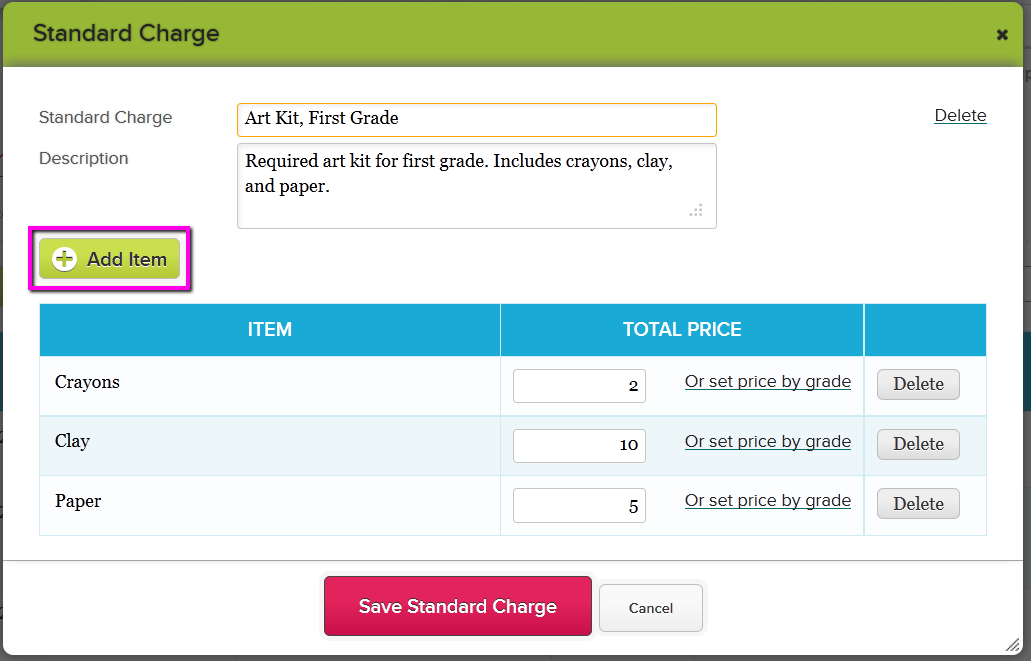 Standard Charge
Standard Charge
Art Kit, First Grade
Delete
Description
Required art kit for first grade. Includes crayons, clay,
and paper.
Add Item
ITEM
TOTAL PRICE
Crayons
2
Or set price by grade
Delete
Clay
10
Or set price by grade
Delete
Paper
5
Or set price by grade
Delete
Save Standard Charge
Cancel